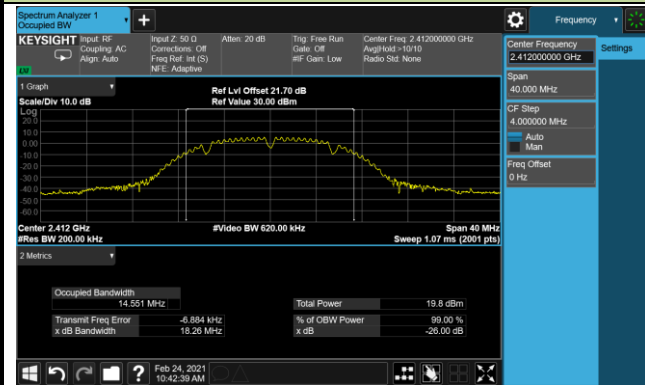 Spectrum Analyzer 1
Occupied BW
Frequency
KEYSIGHT
Input: RF
Coupling: AC
Align: Auto
Input Z: 50 Ω
Corrections: Off
Freq Ref: Int (S)
NFE: Adaptive
Atten: 20 dB
Trig: Free Run
Gate: Off
#IF Gain: Low
Center Freq: 2.412000000 GHz
Avg|Hold:>10/10
Radio Std: None
Center Frequency
2.412000000 GHz
Settings
Span
40.000 MHz
CF Step
4.000000 MHz
Auto
Man
Freq Offset
0 Hz
1 Graph
Scale/Div 10.0 dB
Ref Lvl Offset 21.70 dB
Ref Value 30.00 dBm
Log
20.0
10.0
0.00
-10.0
-20.0
-30.0
-40.0
-50.0
-60.0
Center 2.412 GHz
#Res BW 200.00 kHz
#Video BW 620.00 kHz
Span 40 MHz
Sweep 1.07 ms (2001 pts)
2 Metrics
Occupied Bandwidth
14.551 MHz
Total Power 19.8 dBm
Transmit Freq Error -6.884 kHz
% of OBW Power 99.00 %
x dB Bandwidth 18.26 MHz
x dB -26.00 dB
Feb 24, 2021
10:42:39 AM